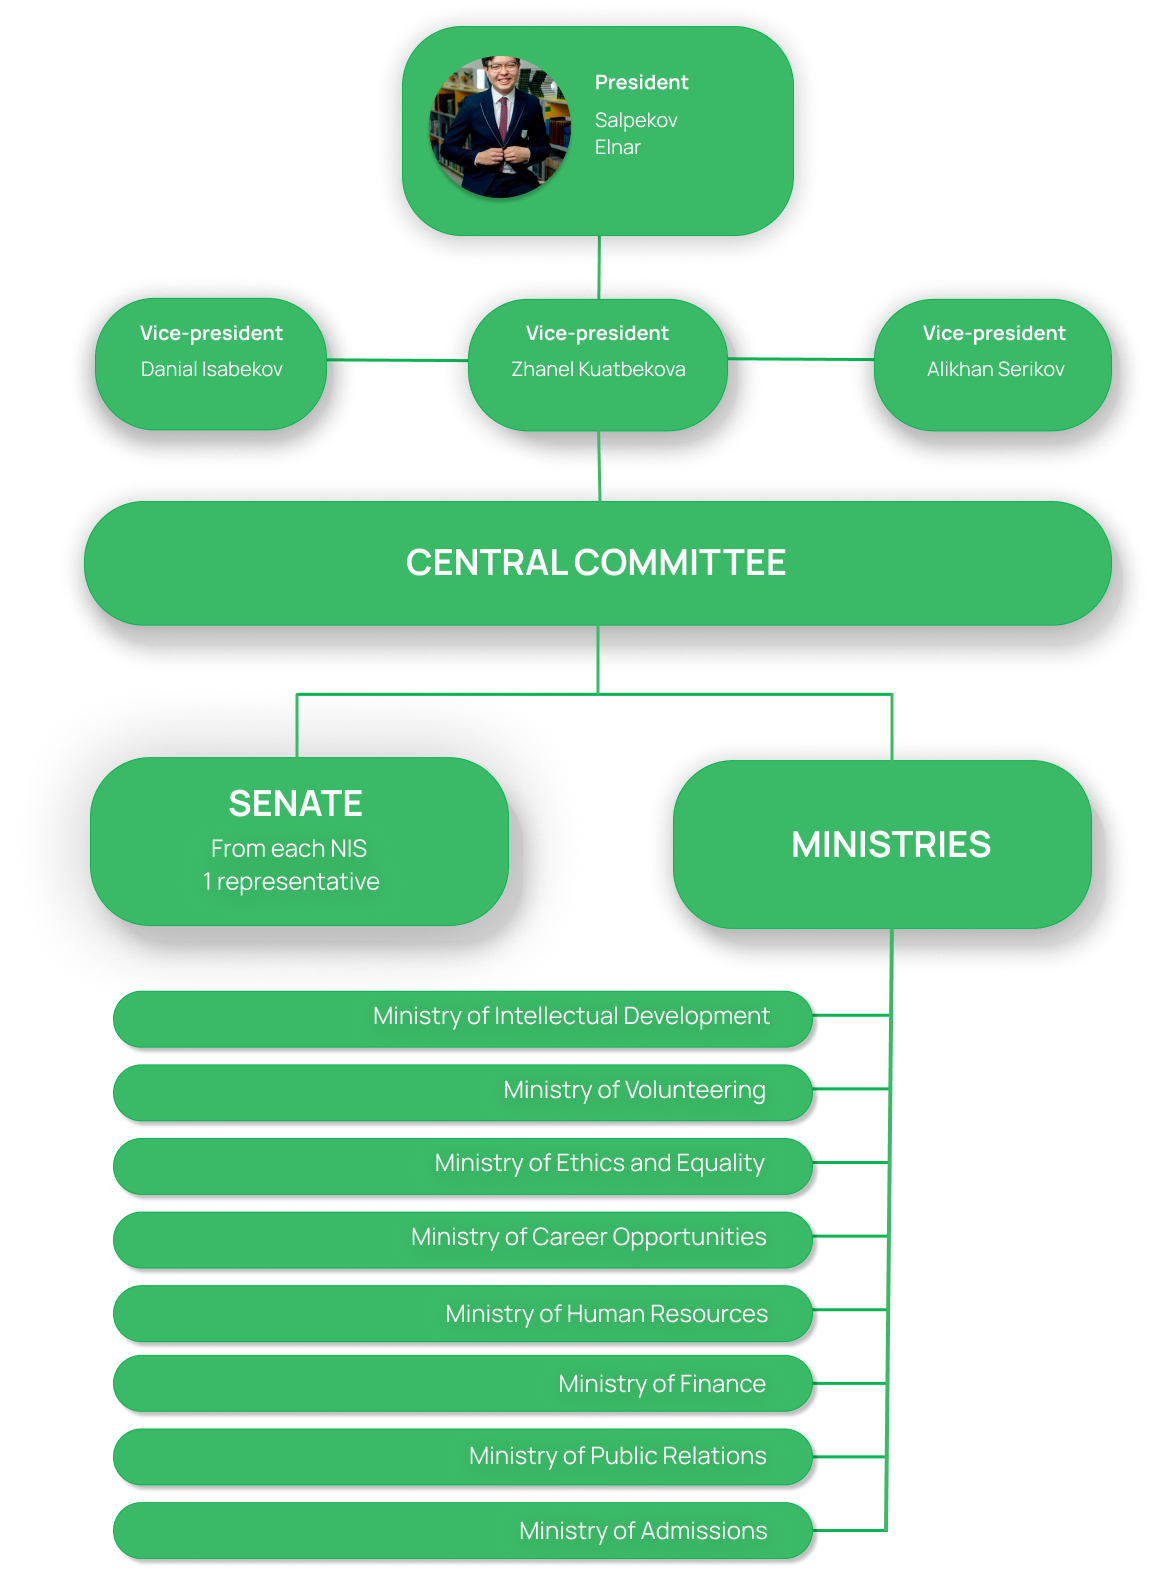 President
Salpekov
Elnar
Vice-president
Danial Isabekov
Vice-president
Zhanel Kuatbekova
Vice-president
Alikhan Serikov
CENTRAL COMMITTEE
SENATE
From each NIS
1 representative
MINISTRIES
Ministry of Intellectual Development
Ministry of Volunteering
Ministry of Ethics and Equality
Ministry of Career Opportunities
Ministry of Human Resources
Ministry of Finance
Ministry of Public Relations
Ministry of Admissions